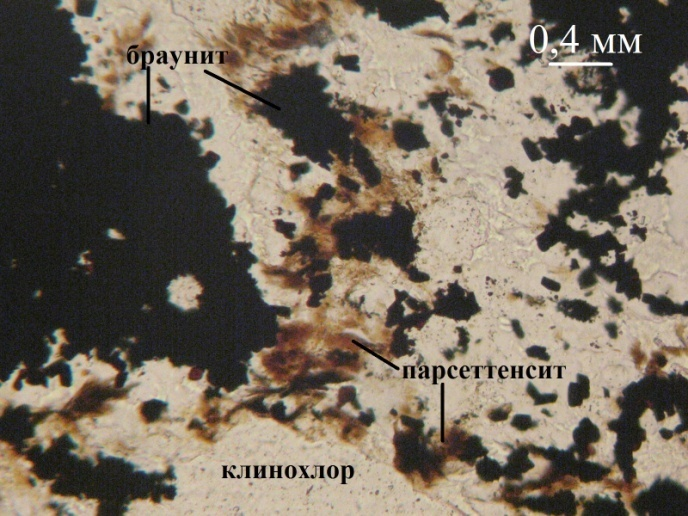 0,4 мм
браунит
парсеттенсит
клинохлор